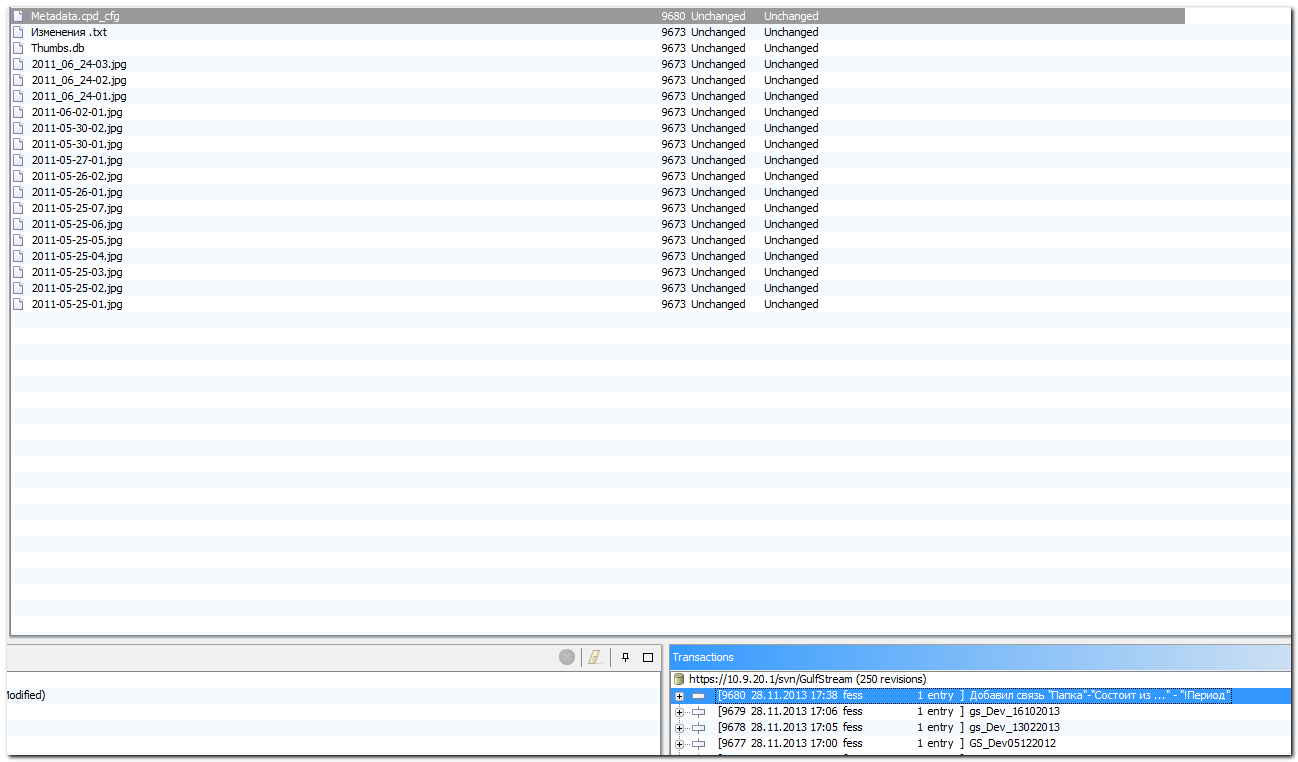 Metadata.cpd_cfg 9680 Unchanged Unchanged
Изменения .txt 9673 Unchanged Unchanged
Thumbs.db 9673 Unchanged Unchanged
2011_06_24-03.jpg 9673 Unchanged Unchanged
2011_06_24-02.jpg 9673 Unchanged Unchanged
2011_06_24-01.jpg 9673 Unchanged Unchanged
2011-06-02-01.jpg 9673 Unchanged Unchanged
2011-05-30-02.jpg 9673 Unchanged Unchanged
2011-05-30-01.jpg 9673 Unchanged Unchanged
2011-05-27-01.jpg 9673 Unchanged Unchanged
2011-05-26-02.jpg 9673 Unchanged Unchanged
2011-05-26-01.jpg 9673 Unchanged Unchanged
2011-05-25-07.jpg 9673 Unchanged Unchanged
2011-05-25-06.jpg 9673 Unchanged Unchanged
2011-05-25-05.jpg 9673 Unchanged Unchanged
2011-05-25-04.jpg 9673 Unchanged Unchanged
2011-05-25-03.jpg 9673 Unchanged Unchanged
2011-05-25-02.jpg 9673 Unchanged Unchanged
2011-05-25-01.jpg 9673 Unchanged Unchanged
odified)
Transactions
https://10.9.20.1/svn/GulfStream (250 revisions)
[9680 28.11.2013 17:38 fess 1 entry ] Добавил связь "Папка"-"Состоит из ..." - "!Период"
[9679 28.11.2013 17:06 fess 1 entry ] gs_Dev_16102013
[9678 28.11.2013 17:05 fess 1 entry ] gs_Dev_13022013
[9677 28.11.2013 17:00 fess 1 entry ] GS_Dev05122012